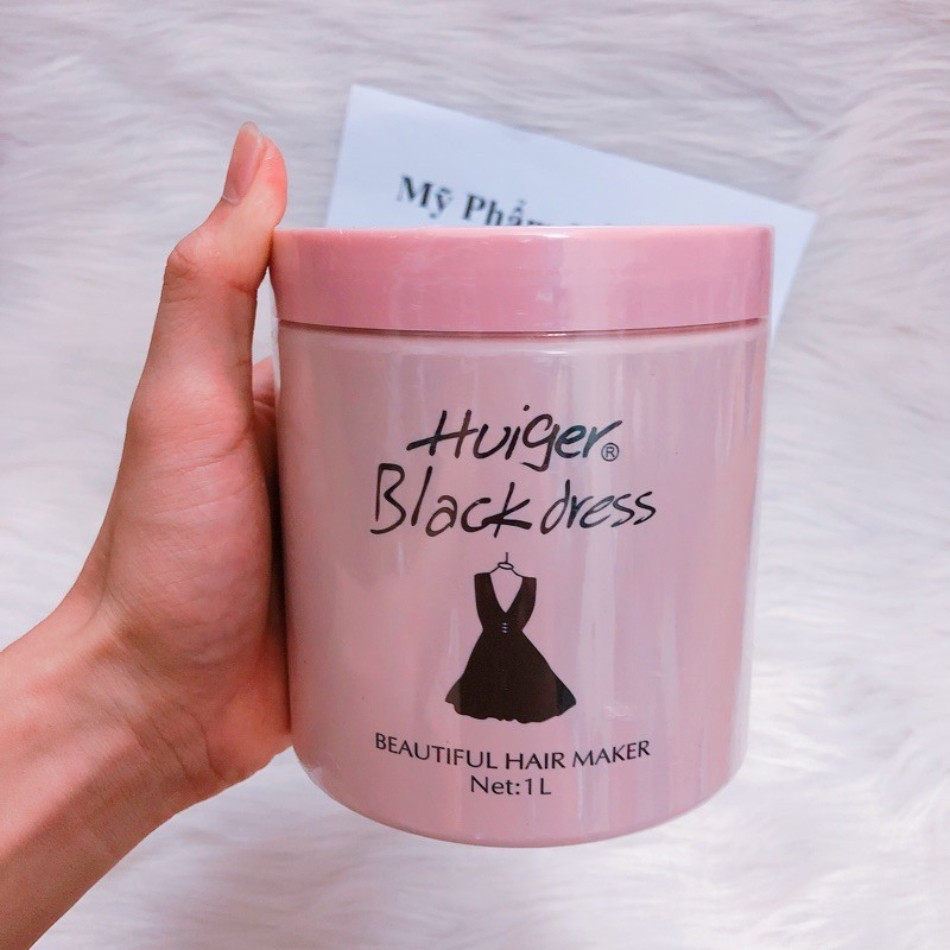 Mỹ Phẩm
Huiger®
Black dress
BEAUTIFUL HAIR MAKER
Net:1L